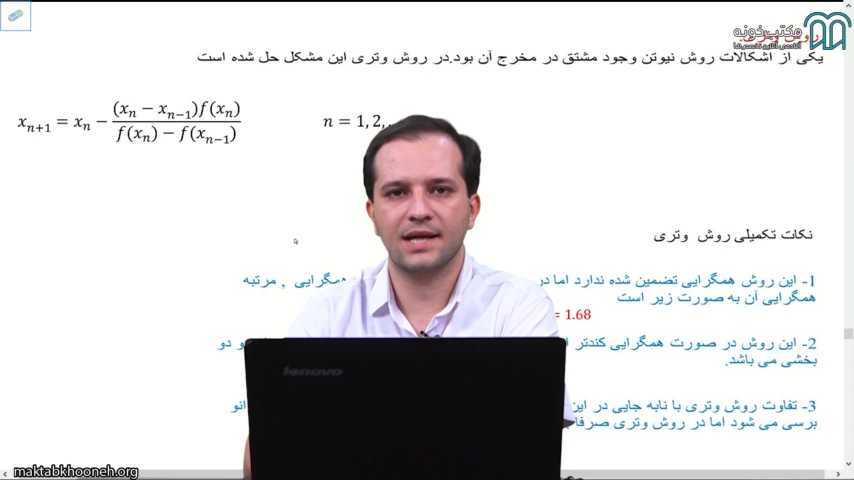 مکتب‌خونه
روش وتری:
یکی از اشکالات روش نیوتن وجود مشتق در مخرج آن بود.در روش وتری این مشکل حل شده است
x_{n+1} = x_n − (x_n − x_{n−1})f(x_n) / f(x_n) − f(x_{n−1})
n = 1,2,..
نکات تکمیلی روش وتری
1- این روش همگرایی تضمین شده ندارد اما در همگرایی , مرتبه
همگرایی آن به صورت زیر است
= 1.68
2- این روش در صورت همگرایی کندتر و دو
بخشی می باشد.
3- تفاوت روش وتری با نابه جایی در این
برسی می شود اما در روش وتری صرفا
lenovo
maktabkhooneh.org